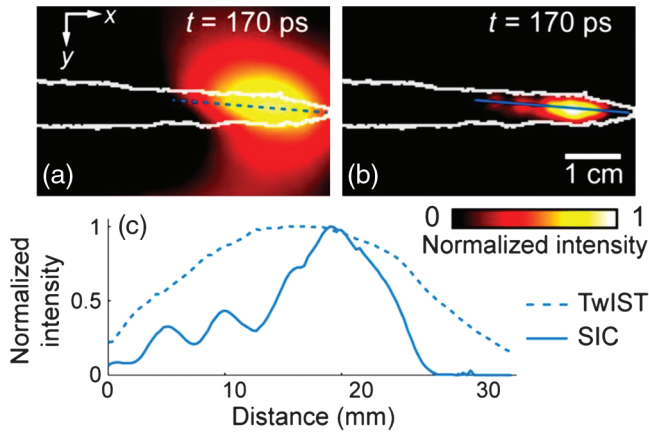 x
y
t = 170 ps
(a)
t = 170 ps
(b)
1 cm
0 1
Normalized intensity
(c)
Normalized
intensity
1
0.5
0
0 10 20 30
Distance (mm)
TwIST
SIC